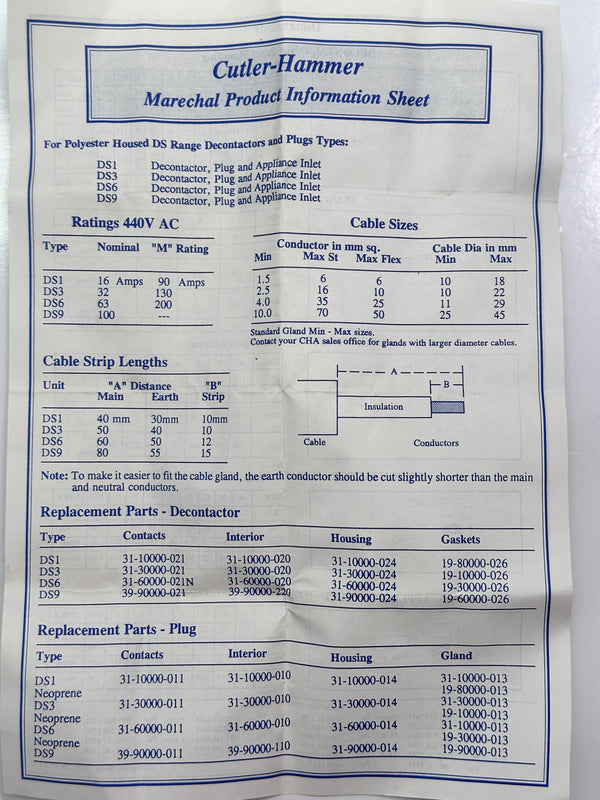 Cutler-Hammer
Marechal Product Information Sheet
For Polyester Housed DS Range Decontactors and Plugs Types:
DS1 Decontactor, Plug and Appliance Inlet
DS3 Decontactor, Plug and Appliance Inlet
DS6 Decontactor, Plug and Appliance Inlet
DS9 Decontactor, Plug and Appliance Inlet
Ratings 440V AC
Type Nominal "M" Rating
DS1 16 Amps 90 Amps
DS3 32 130
DS6 63 200
DS9 100 ---
Cable Sizes
Conductor in mm sq. Cable Dia in mm
Min Max St Max Flex Min Max
1.5 6 6 10 18
2.5 16 10 10 22
4.0 35 25 11 29
10.0 70 50 25 45
Standard Gland Min - Max sizes.
Contact your CHA sales office for glands with larger diameter cables.
Cable Strip Lengths
Unit "A" Distance "B"
Main Earth Strip
DS1 40 mm 30mm 10mm
DS3 50 40 10
DS6 60 50 12
DS9 80 55 15
A
B
Insulation
Cable Conductors
Note: To make it easier to fit the cable gland, the earth conductor should be cut slightly shorter than the main
and neutral conductors.
Replacement Parts - Decontactor
Type Contacts Interior Housing Gaskets
DS1 31-10000-021 31-10000-020 31-10000-024 19-80000-026
DS3 31-30000-021 31-30000-020 31-30000-024 19-10000-026
DS6 31-60000-021N 31-60000-020 31-60000-024 19-30000-026
DS9 39-90000-021 39-90000-220 31-90000-024 19-60000-026
Replacement Parts - Plug
Type Contacts Interior Housing Gland
DS1 31-10000-011 31-10000-010 31-10000-014 31-10000-013
Neoprene 19-80000-013
DS3 31-30000-011 31-30000-010 31-30000-014 31-30000-013
Neoprene 19-10000-013
DS6 31-60000-011 31-60000-010 31-60000-014 31-10000-013
Neoprene 19-30000-013
DS9 39-90000-011 39-90000-110 31-90000-014 19-90000-013